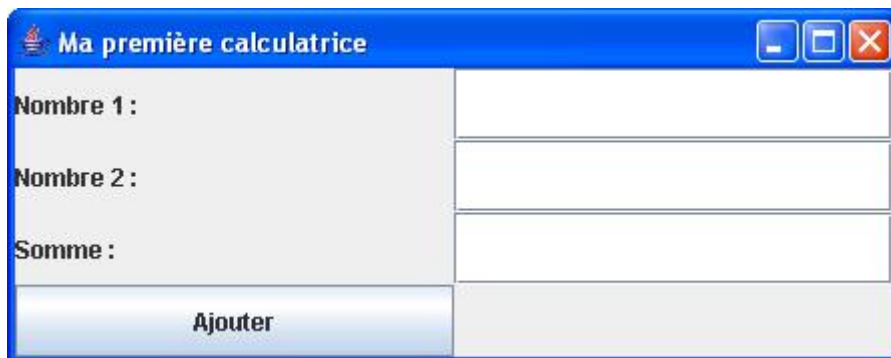 Ma première calculatrice
Nombre 1 :
Nombre 2 :
Somme :
Ajouter